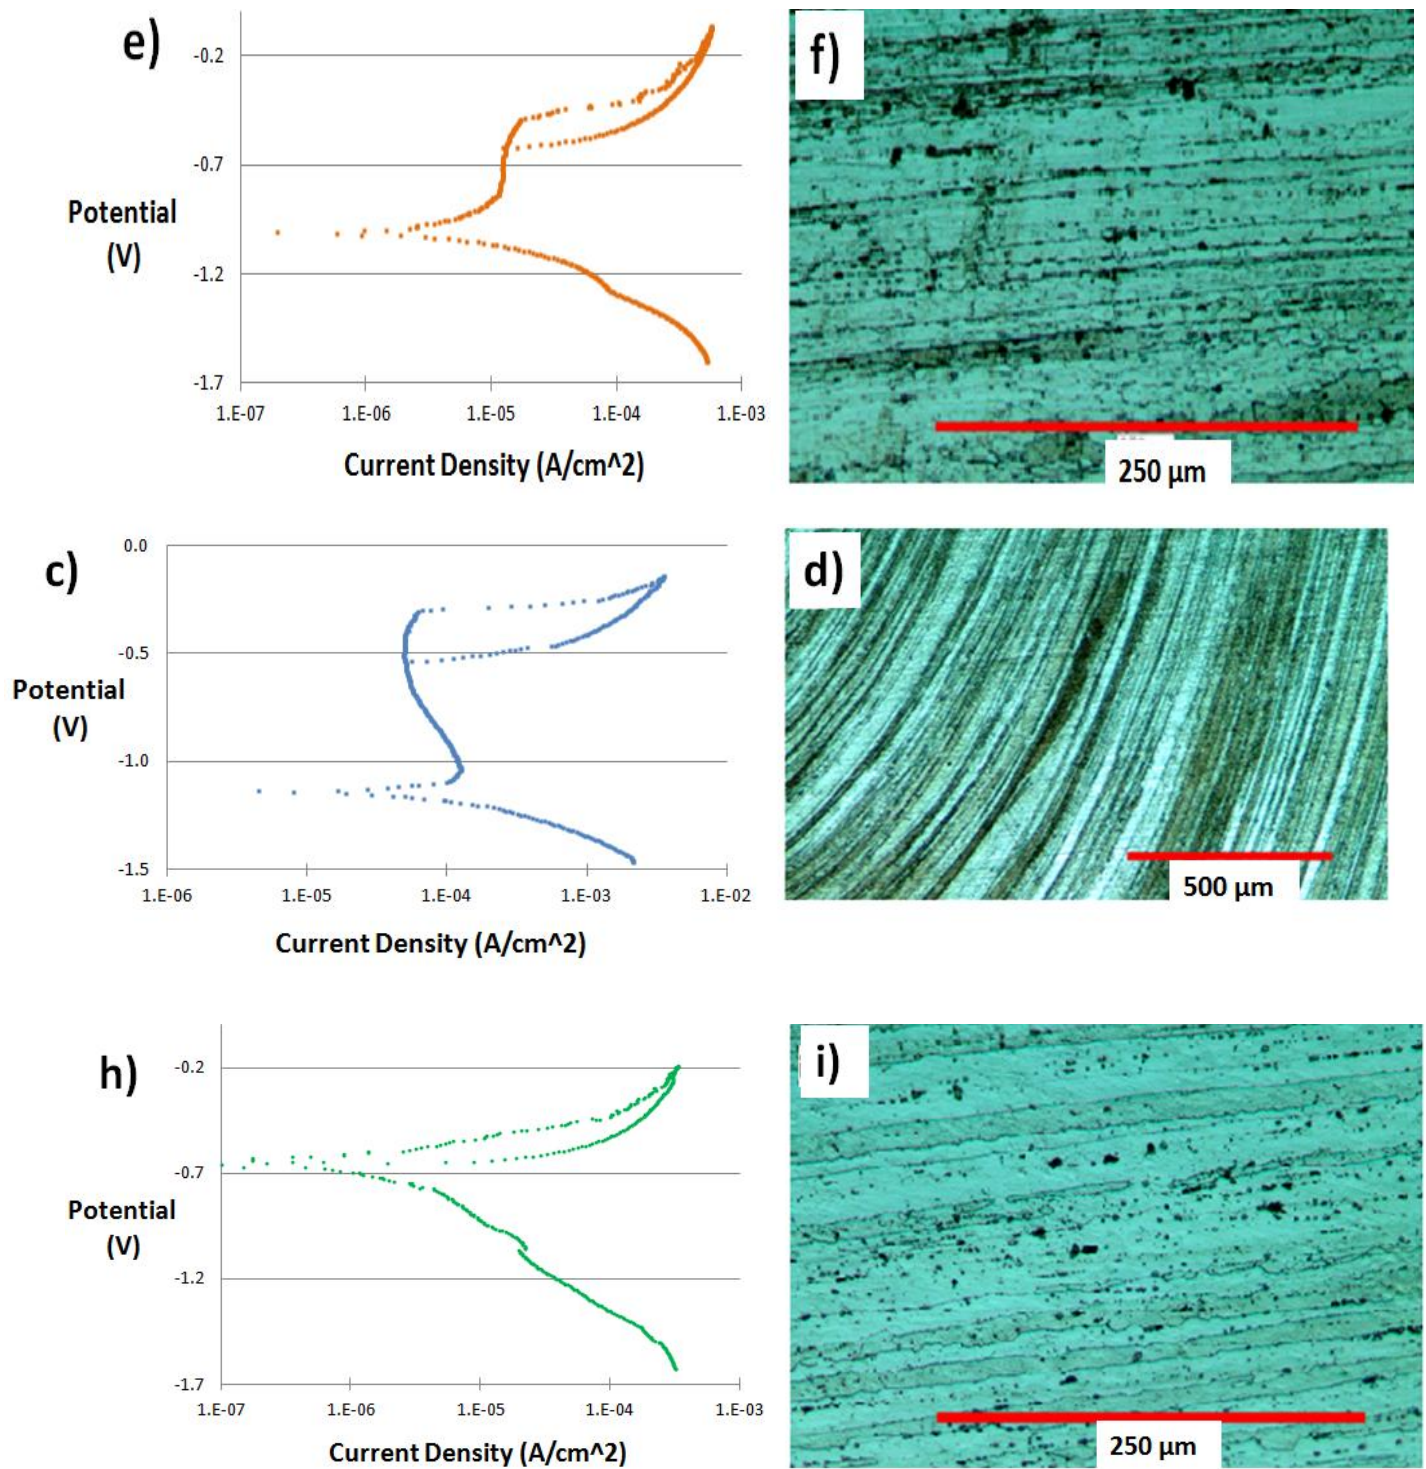 e)
-0.2
-0.7
-1.2
-1.7
Potential
(V)
1.E-07 1.E-06 1.E-05 1.E-04 1.E-03
Current Density (A/cm^2)
f)
250 µm
c)
0.0
-0.5
-1.0
-1.5
Potential
(V)
1.E-06 1.E-05 1.E-04 1.E-03 1.E-02
Current Density (A/cm^2)
d)
500 µm
h)
-0.2
-0.7
-1.2
-1.7
Potential
(V)
1.E-07 1.E-06 1.E-05 1.E-04 1.E-03
Current Density (A/cm^2)
i)
250 µm